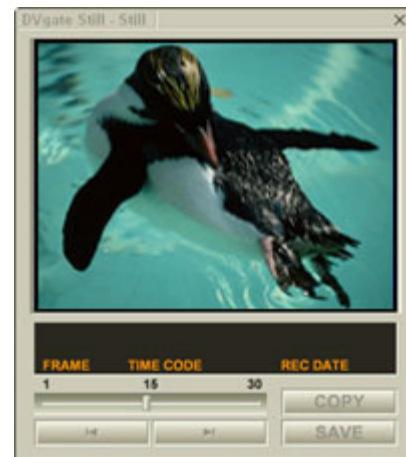 DVgate Still - Still
FRAME TIME CODE REC DATE
1 15 30
COPY
SAVE